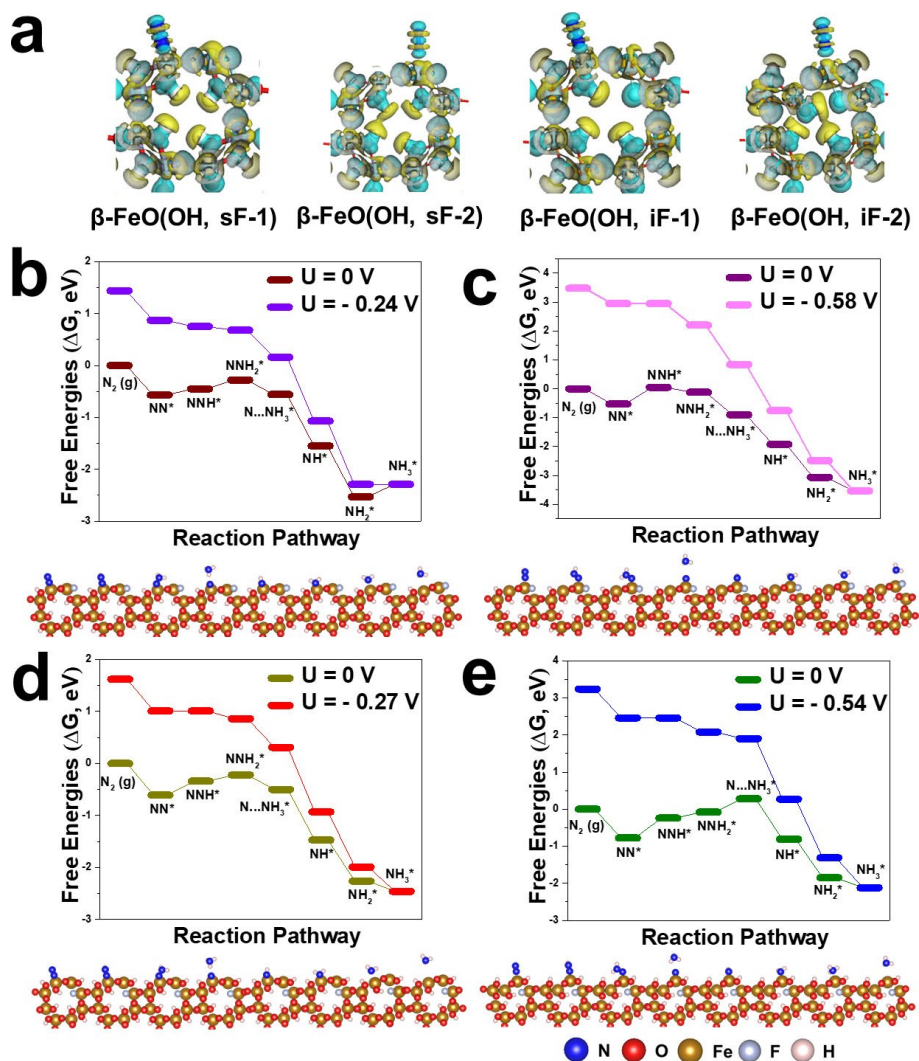 a
β-FeO(OH, sF-1)
β-FeO(OH, sF-2)
β-FeO(OH, iF-1)
β-FeO(OH, iF-2)
b
Free Energies (ΔG, eV)
2
1
0
-1
-2
-3
U = 0 V
U = - 0.24 V
N₂ (g)
NN*
NNH*
NNH₂*
N...NH₃*
NH*
NH₂*
NH₃*
Reaction Pathway
c
Free Energies (ΔG, eV)
4
3
2
1
0
-1
-2
-3
-4
U = 0 V
U = - 0.58 V
N₂ (g)
NN*
NNH*
NNH₂*
N...NH₃*
NH*
NH₂*
NH₃*
Reaction Pathway
d
Free Energies (ΔG, eV)
2
1
0
-1
-2
-3
U = 0 V
U = - 0.27 V
N₂ (g)
NN*
NNH*
NNH₂*
N...NH₃*
NH*
NH₂*
NH₃*
Reaction Pathway
e
Free Energies (ΔG, eV)
4
3
2
1
0
-1
-2
-3
U = 0 V
U = - 0.54 V
N₂ (g)
NN*
NNH*
NNH₂*
N...NH₃*
NH*
NH₂*
NH₃*
Reaction Pathway
N O Fe F H